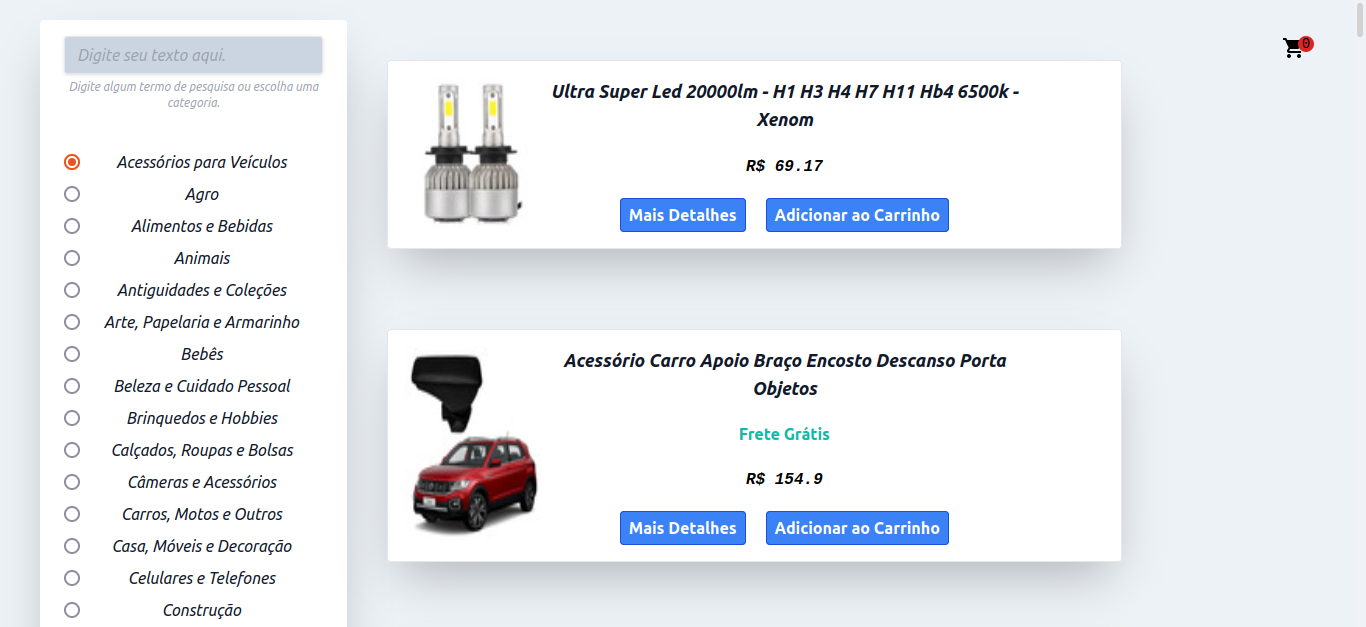 Digite seu texto aqui.
Digite algum termo de pesquisa ou escolha uma
categoria.
Acessórios para Veículos
Agro
Alimentos e Bebidas
Animais
Antiguidades e Coleções
Arte, Papelaria e Armarinho
Bebês
Beleza e Cuidado Pessoal
Brinquedos e Hobbies
Calçados, Roupas e Bolsas
Câmeras e Acessórios
Carros, Motos e Outros
Casa, Móveis e Decoração
Celulares e Telefones
Construção
0
Ultra Super Led 20000lm - H1 H3 H4 H7 H11 Hb4 6500k -
Xenom
R$ 69.17
Mais Detalhes
Adicionar ao Carrinho
Acessório Carro Apoio Braço Encosto Descanso Porta
Objetos
Frete Grátis
R$ 154.9
Mais Detalhes
Adicionar ao Carrinho